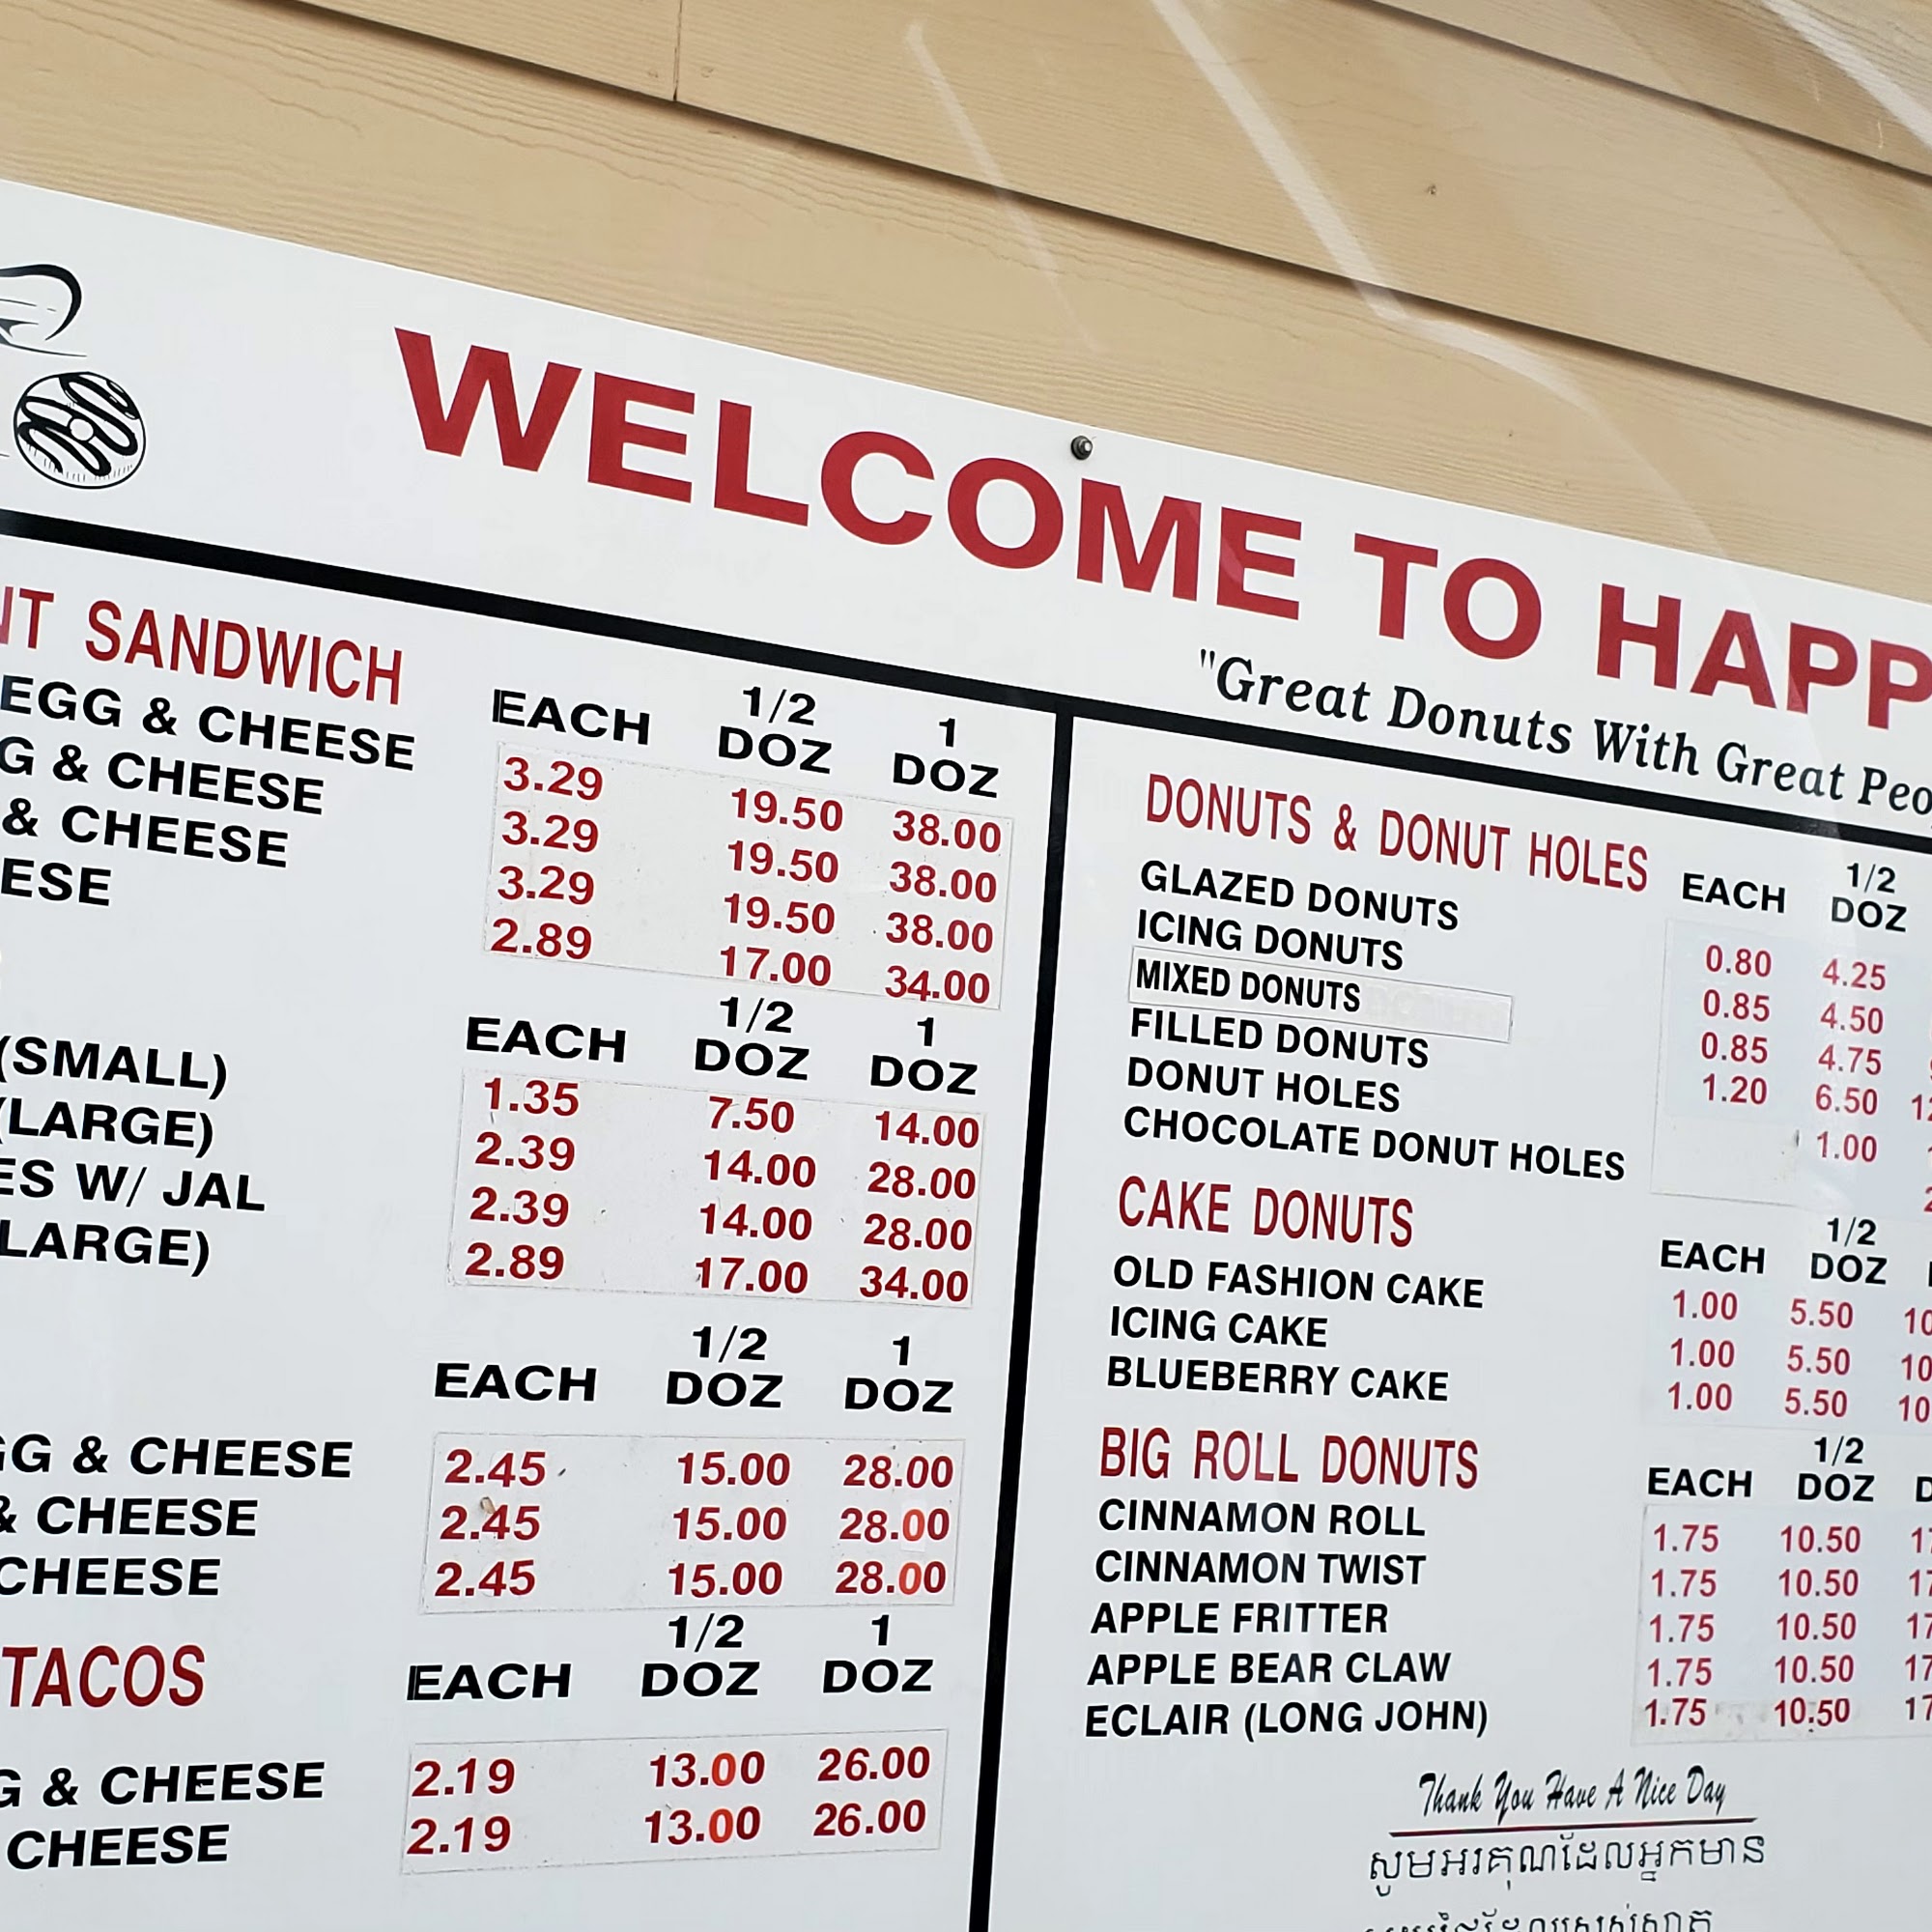 WELCOME TO HAPP
"Great Donuts With Great Peo
NT SANDWICH
EACH 1/2 DOZ 1 DOZ
EGG & CHEESE 3.29 19.50 38.00
G & CHEESE 3.29 19.50 38.00
& CHEESE 3.29 19.50 38.00
ESE 2.89 17.00 34.00
EACH 1/2 DOZ 1 DOZ
(SMALL) 1.35 7.50 14.00
(LARGE) 2.39 14.00 28.00
ES W/ JAL 2.39 14.00 28.00
LARGE) 2.89 17.00 34.00
EACH 1/2 DOZ 1 DOZ
GG & CHEESE 2.45 15.00 28.00
& CHEESE 2.45 15.00 28.00
CHEESE 2.45 15.00 28.00
TACOS
EACH 1/2 DOZ 1 DOZ
G & CHEESE 2.19 13.00 26.00
CHEESE 2.19 13.00 26.00
DONUTS & DONUT HOLES
EACH 1/2 DOZ
GLAZED DONUTS 0.80 4.25
ICING DONUTS 0.85 4.50
MIXED DONUTS 0.85 4.75
FILLED DONUTS 1.20 6.50 12
DONUT HOLES 1.00 1
CHOCOLATE DONUT HOLES 2
CAKE DONUTS
EACH 1/2 DOZ
OLD FASHION CAKE 1.00 5.50 10
ICING CAKE 1.00 5.50 10
BLUEBERRY CAKE 1.00 5.50 10
BIG ROLL DONUTS
EACH 1/2 DOZ D
CINNAMON ROLL 1.75 10.50 17
CINNAMON TWIST 1.75 10.50 17
APPLE FRITTER 1.75 10.50 17
APPLE BEAR CLAW 1.75 10.50 17
ECLAIR (LONG JOHN) 1.75 10.50 17
Thank You Have A Nice Day
សូមអរគុណដែលអ្នកមាន